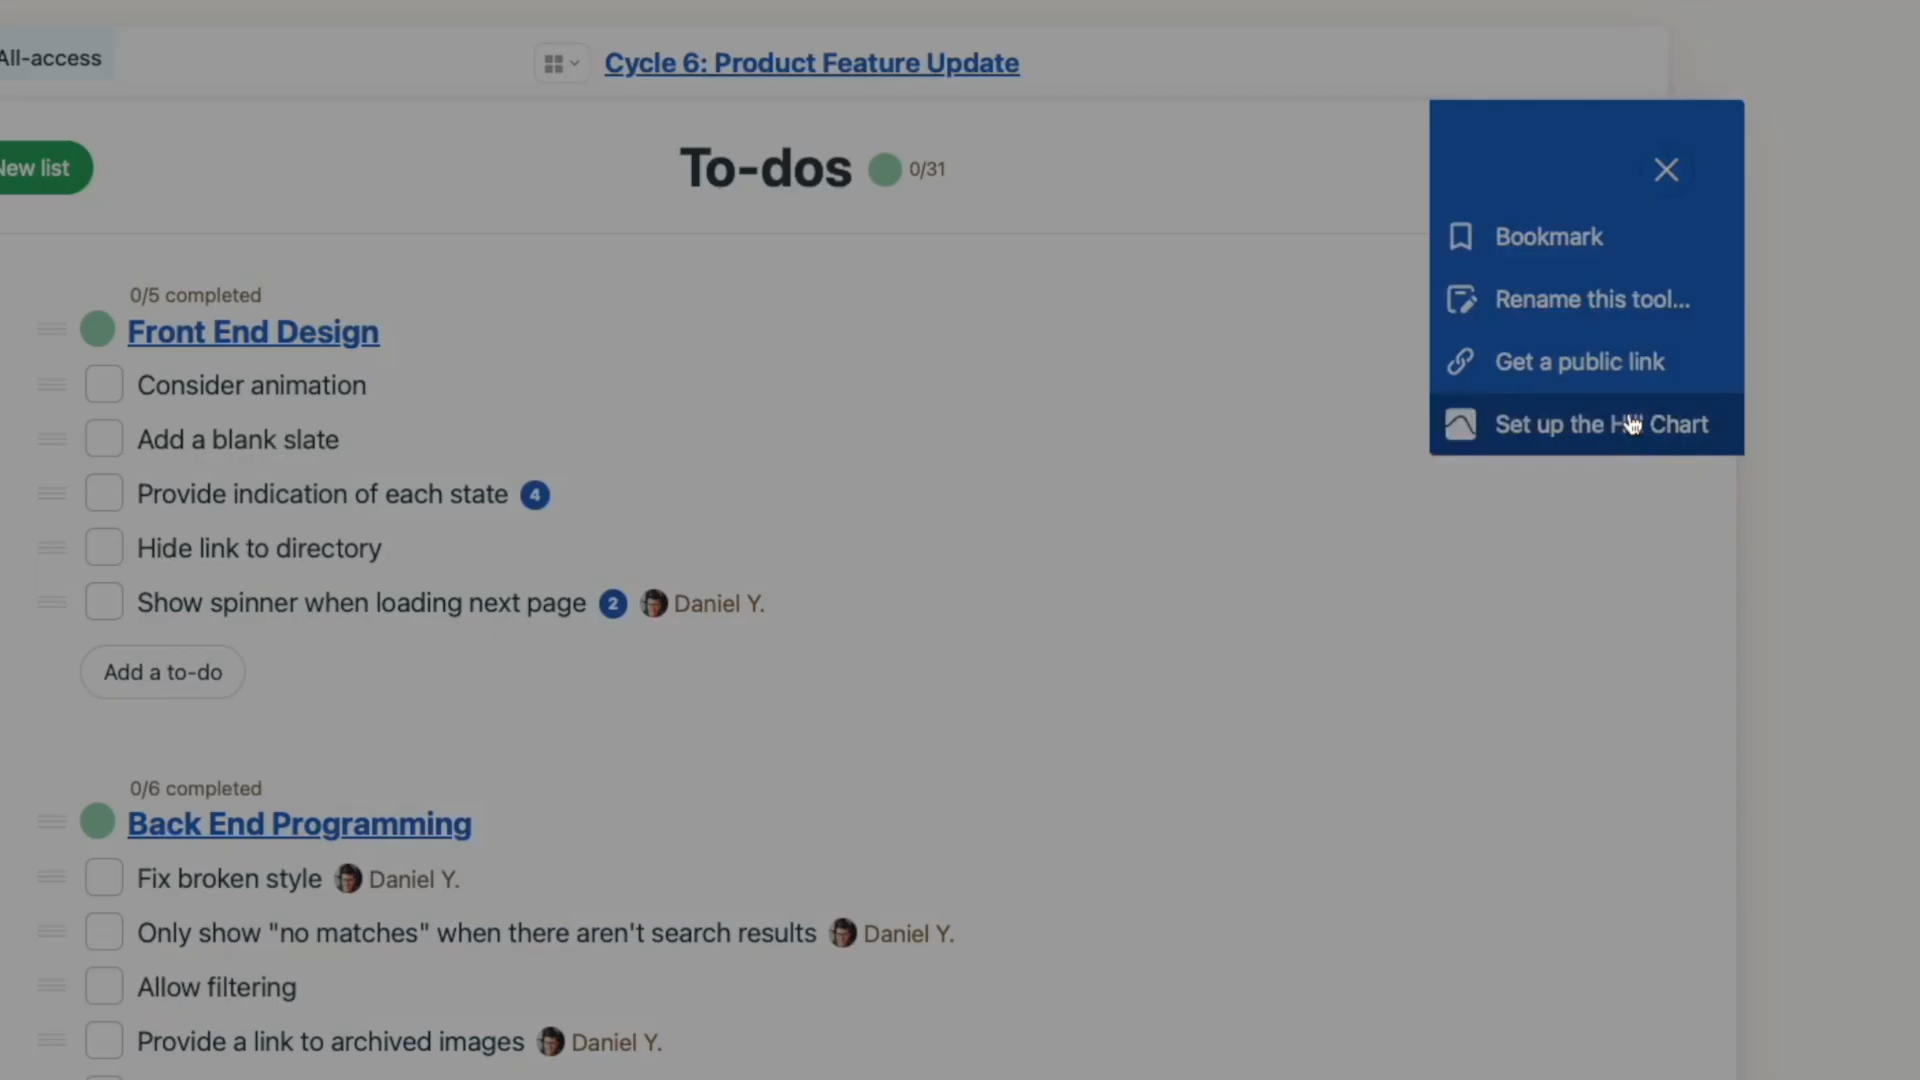 All-access
Cycle 6: Product Feature Update
New list
To-dos 0/31
Bookmark
Rename this tool...
Get a public link
Set up the Chart
0/5 completed
Front End Design
Consider animation
Add a blank slate
Provide indication of each state 4
Hide link to directory
Show spinner when loading next page 2 Daniel Y.
Add a to-do
0/6 completed
Back End Programming
Fix broken style Daniel Y.
Only show "no matches" when there aren't search results Daniel Y.
Allow filtering
Provide a link to archived images Daniel Y.